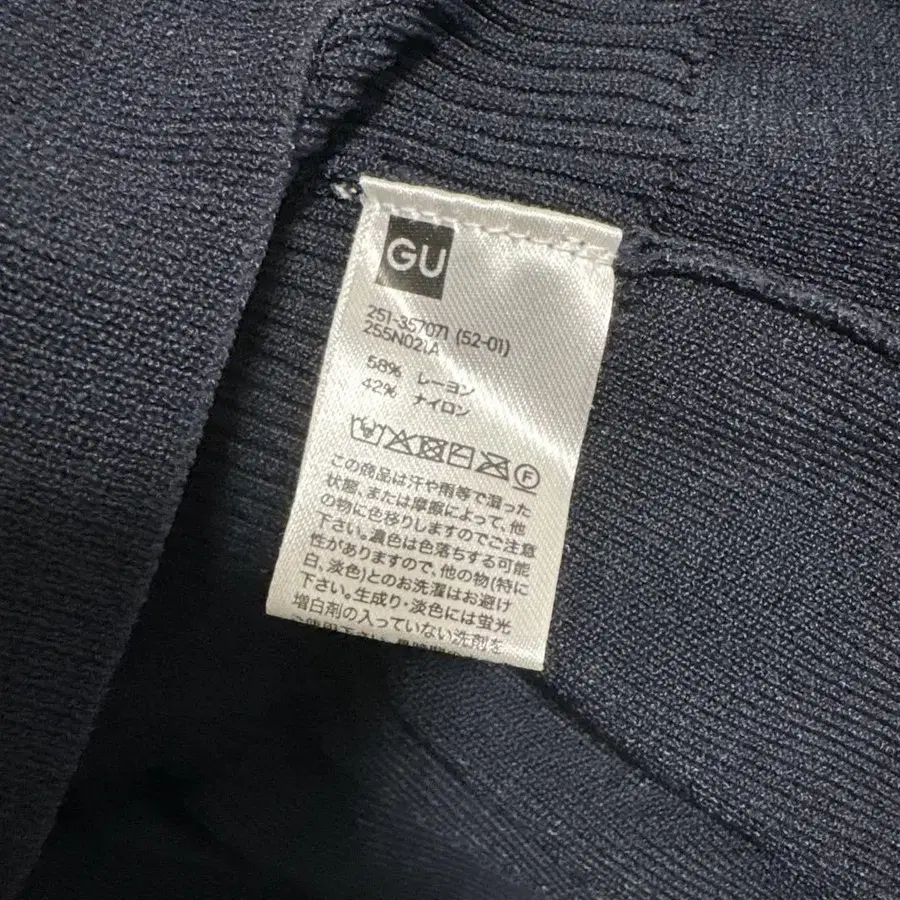 GU
251-357071 (52-01)
255N021A
58% レーヨン
42% ナイロン
F
この商品は汗や雨等で湿った
状態、または摩擦によって、他
の物に色移りしますのでご注意
下さい。濃色は色落ちする可能
性がありますので、他の物(特に
白、淡色)とのお洗濯はお避け
下さい。生成り・淡色には蛍光
増白剤の入っていない洗剤を